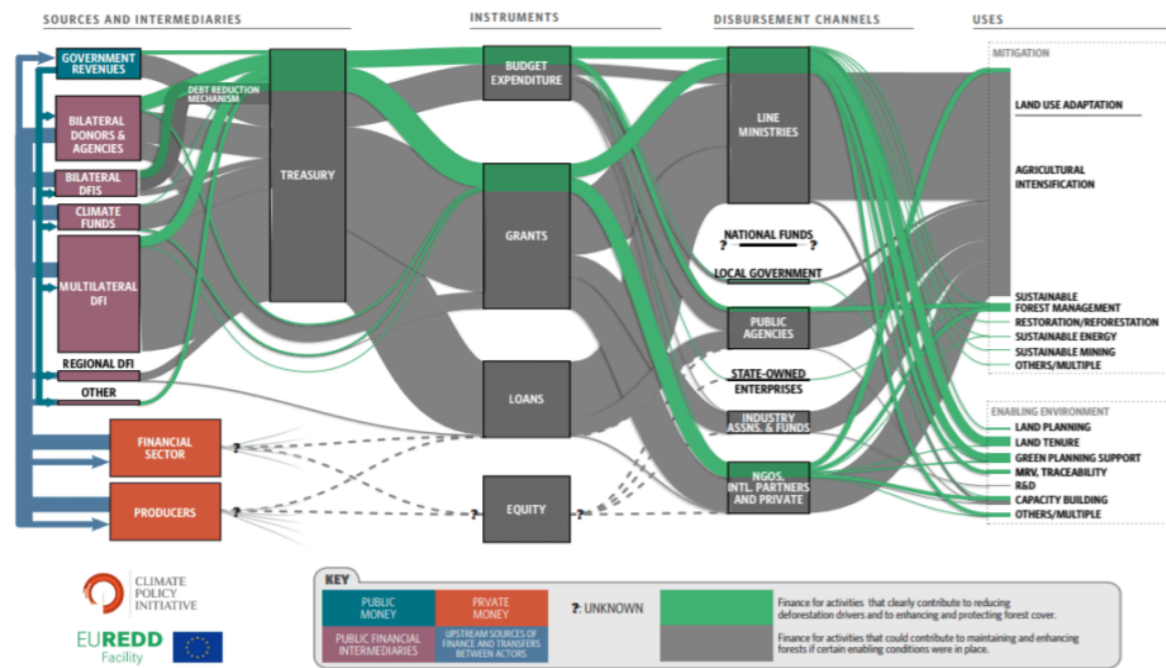 SOURCES AND INTERMEDIARIES
INSTRUMENTS
DISBURSEMENT CHANNELS
USES
GOVERNMENT
REVENUES
BILATERAL
DONORS &
AGENCIES
BILATERAL
DFIS
CLIMATE
FUNDS
MULTILATERAL
DFI
REGIONAL DFI
OTHER
FINANCIAL
SECTOR
PRODUCERS
DEBT REDUCTION
MECHANISM
TREASURY
?
?
BUDGET
EXPENDITURE
GRANTS
LOANS
? EQUITY ?
LINE
MINISTRIES
NATIONAL FUNDS
? ?
LOCAL GOVERNMENT
PUBLIC
AGENCIES
STATE-OWNED
ENTERPRISES
INDUSTRY
ASSNS. & FUNDS
NGOS,
INTL. PARTNERS
AND PRIVATE
MITIGATION
LAND USE ADAPTATION
AGRICULTURAL
INTENSIFICATION
SUSTAINABLE
FOREST MANAGEMENT
RESTORATION/REFORESTATION
SUSTAINABLE ENERGY
SUSTAINABLE MINING
OTHERS/MULTIPLE
ENABLING ENVIRONMENT
LAND PLANNING
LAND TENURE
GREEN PLANNING SUPPORT
MRV, TRACEABILITY
R&D
CAPACITY BUILDING
OTHERS/MULTIPLE
CLIMATE
POLICY
INITIATIVE
EUREDD
Facility
KEY
PUBLIC
MONEY
PRVATE
MONEY
PUBLIC FINANCIAL
INTERMEDIARIES
UPSTREAM SOURCES OF
FINANCE AND TRANSFERS
BETWEEN ACTORS
?: UNKNOWN
Finance for activities that clearly contribute to reducing
deforestation drivers and to enhancing and protecting forest cover.
Finance for activities that could contribute to maintaining and enhancing
forests if certain enabling conditions were in place.